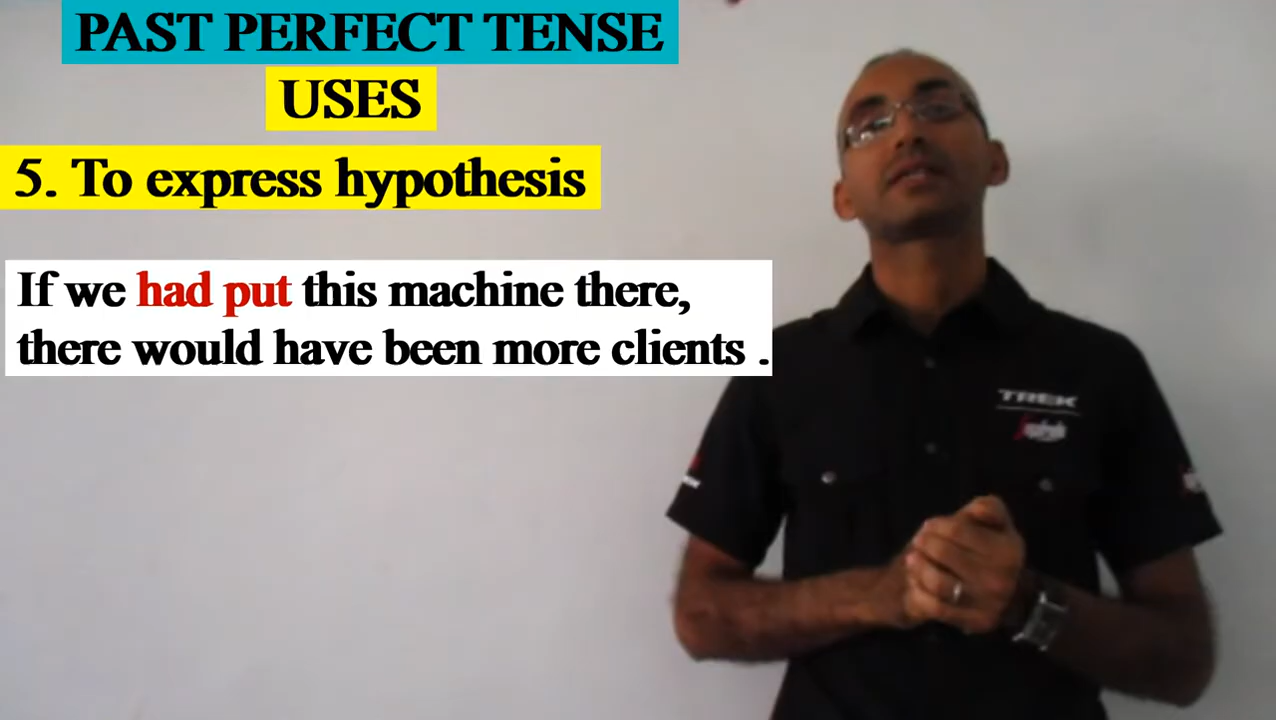 PAST PERFECT TENSE
USES
5. To express hypothesis
If we had put this machine there,
there would have been more clients .
TREK